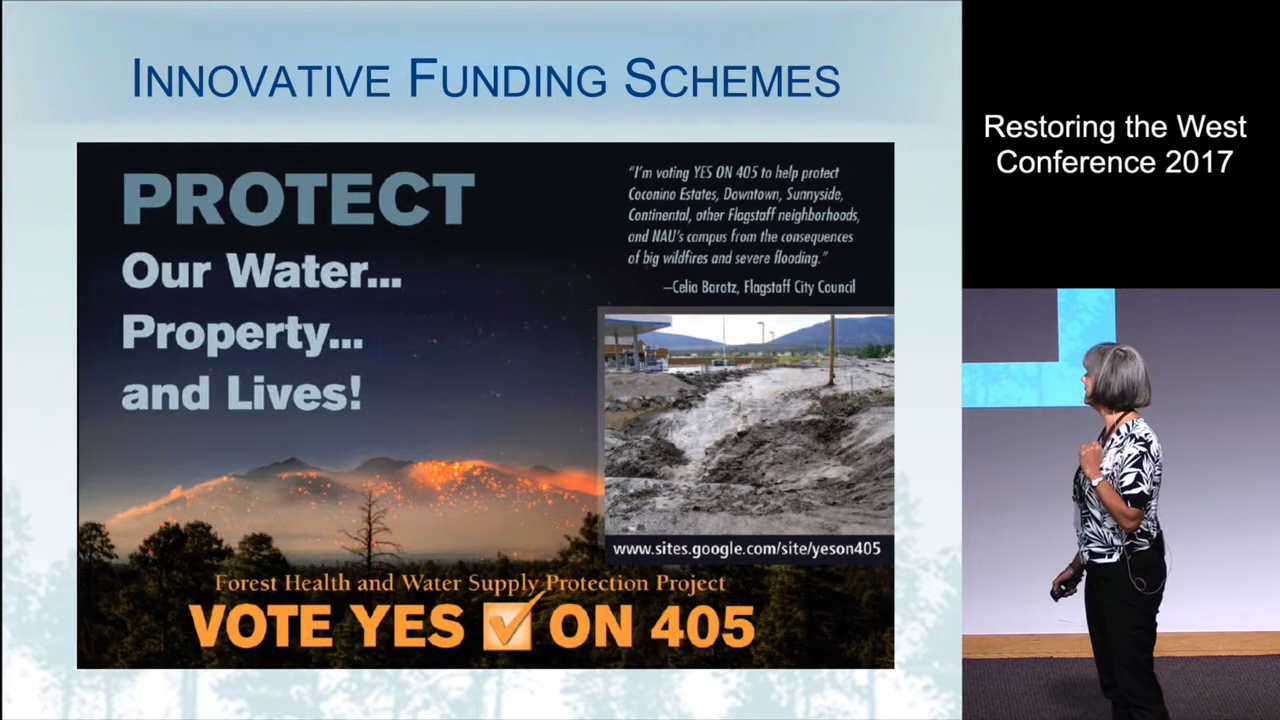 INNOVATIVE FUNDING SCHEMES
PROTECT
Our Water...
Property...
and Lives!
"I'm voting YES ON 405 to help protect
Coconino Estates, Downtown, Sunnyside,
Continental, other Flagstaff neighborhoods,
and NAU's campus from the consequences
of big wildfires and severe flooding."
–Celia Barotz, Flagstaff City Council
www.sites.google.com/site/yeson405
Forest Health and Water Supply Protection Project
VOTE YES ON 405
Restoring the West
Conference 2017